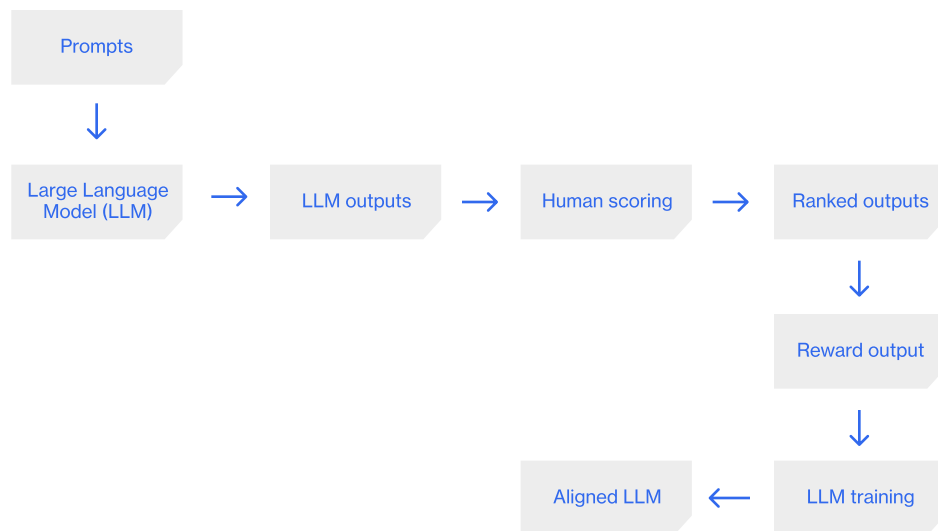 Prompts
Large Language
Model (LLM)
LLM outputs
Human scoring
Ranked outputs
Reward output
LLM training
Aligned LLM